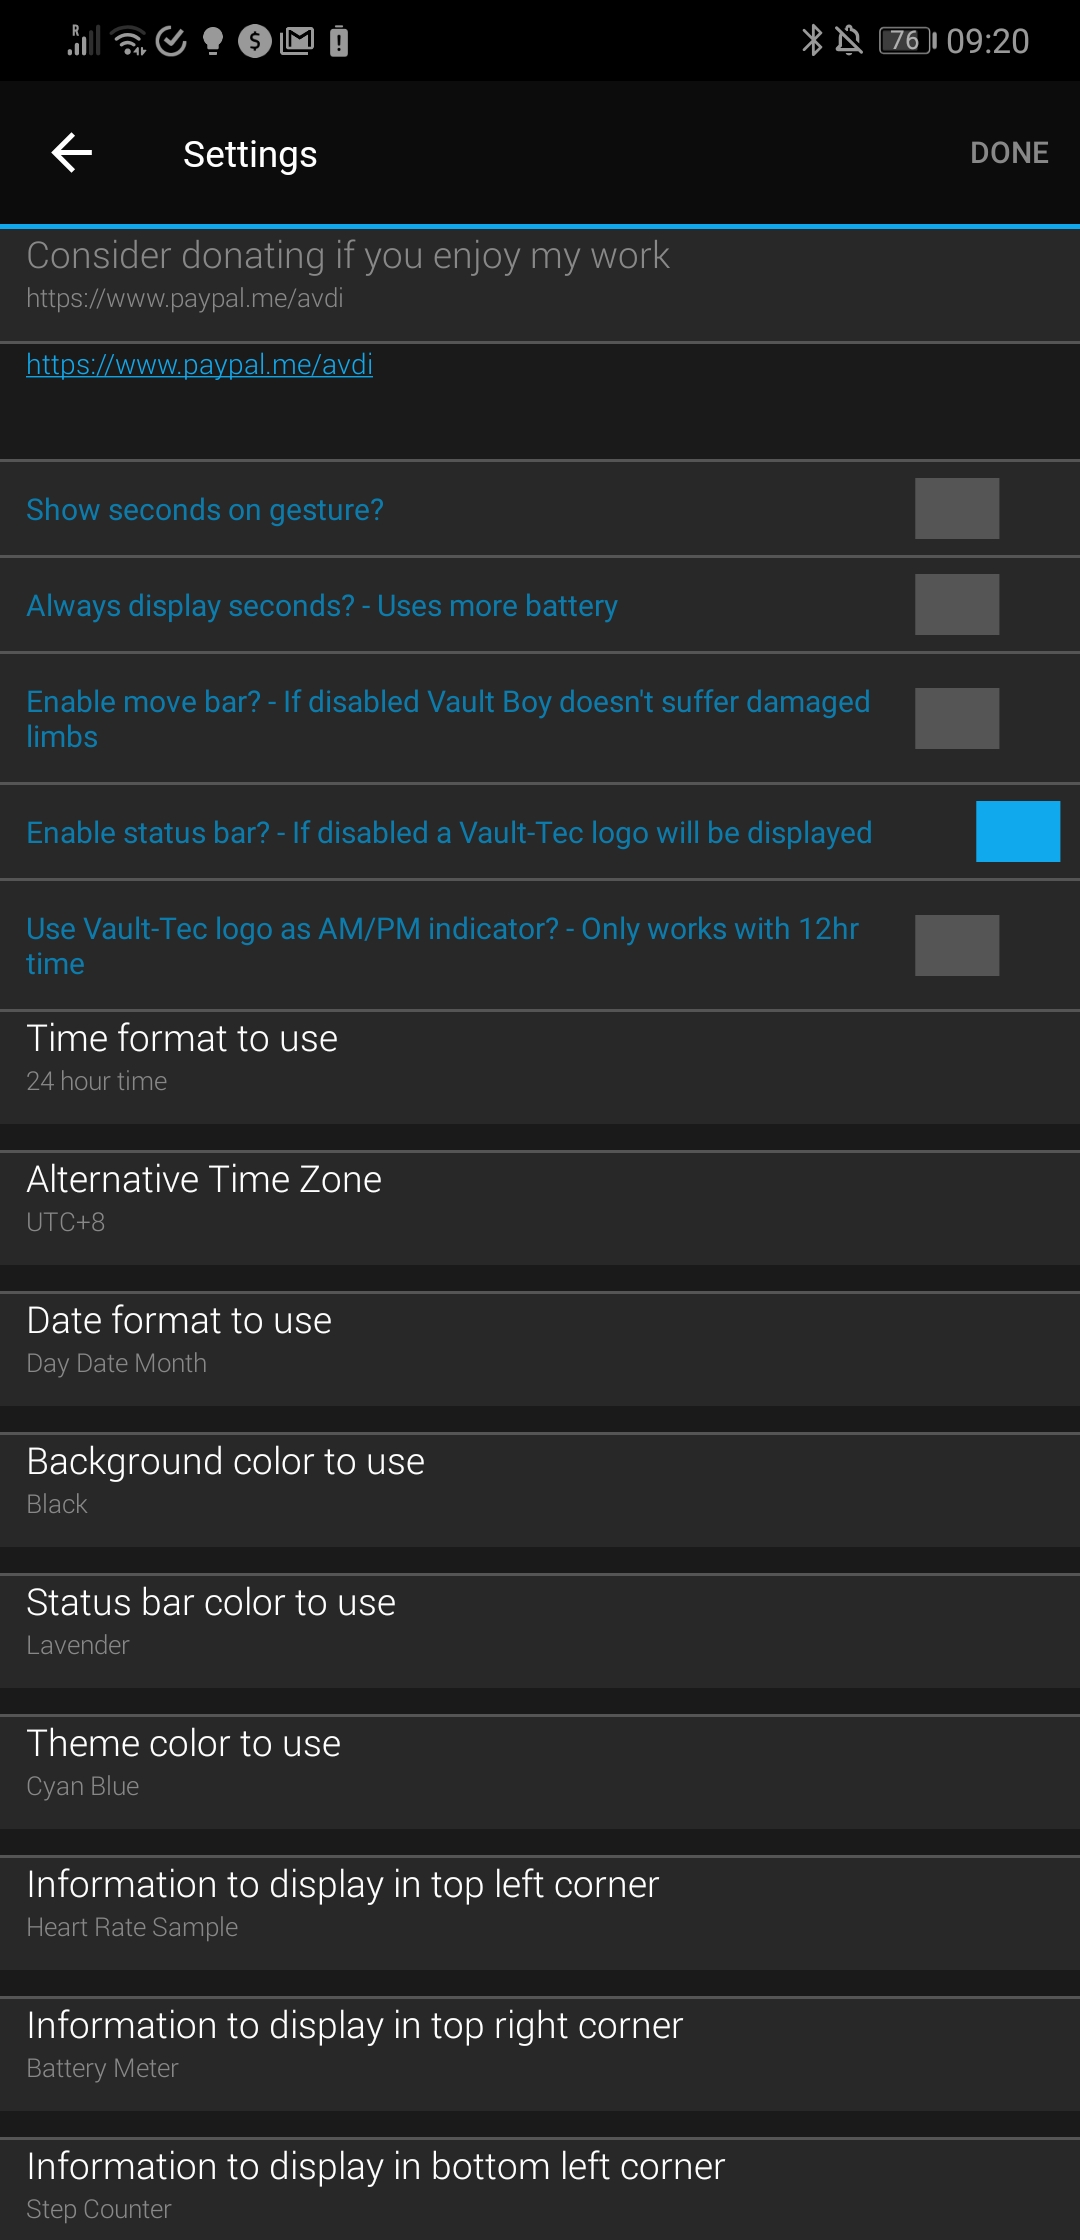 R
76 09:20
Settings
DONE
Consider donating if you enjoy my work
https://www.paypal.me/avdi
https://www.paypal.me/avdi
Show seconds on gesture?
Always display seconds? - Uses more battery
Enable move bar? - If disabled Vault Boy doesn't suffer damaged
limbs
Enable status bar? - If disabled a Vault-Tec logo will be displayed
Use Vault-Tec logo as AM/PM indicator? - Only works with 12hr
time
Time format to use
24 hour time
Alternative Time Zone
UTC+8
Date format to use
Day Date Month
Background color to use
Black
Status bar color to use
Lavender
Theme color to use
Cyan Blue
Information to display in top left corner
Heart Rate Sample
Information to display in top right corner
Battery Meter
Information to display in bottom left corner
Step Counter